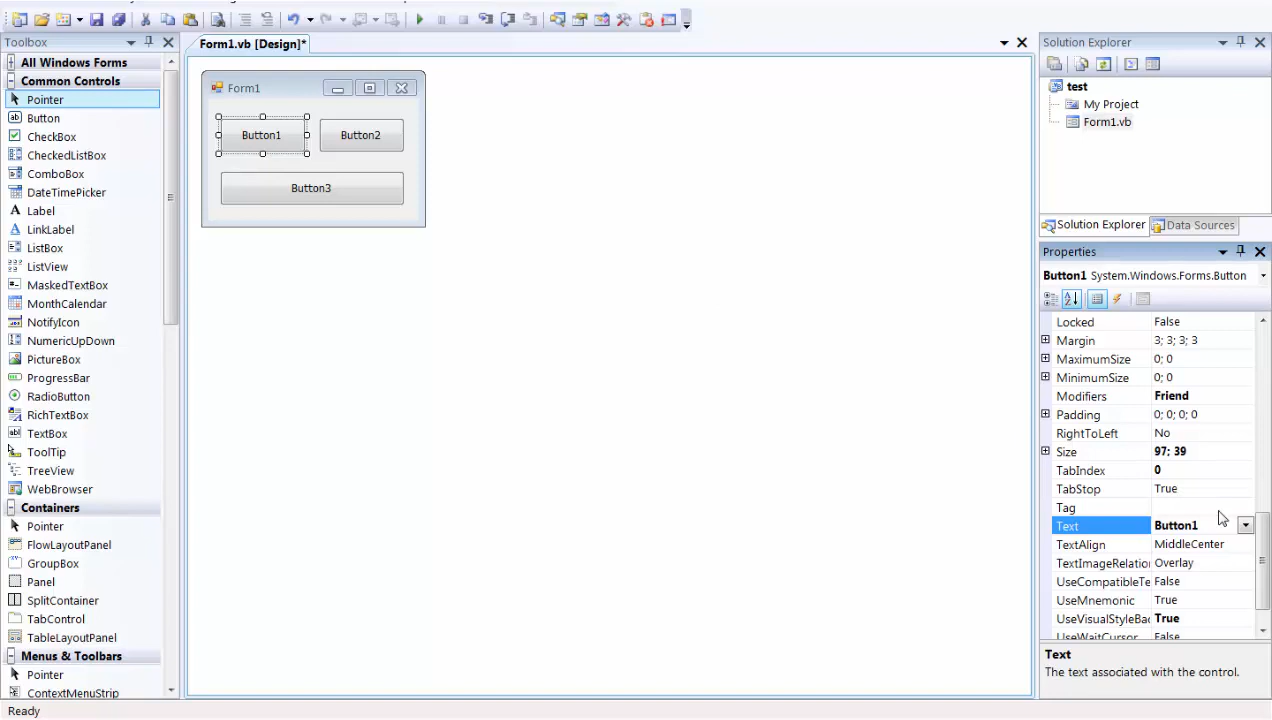 Toolbox
All Windows Forms
Common Controls
Pointer
Button
CheckBox
CheckedListBox
ComboBox
DateTimePicker
Label
LinkLabel
ListBox
ListView
MaskedTextBox
MonthCalendar
NotifyIcon
NumericUpDown
PictureBox
ProgressBar
RadioButton
RichTextBox
TextBox
ToolTip
TreeView
WebBrowser
Containers
Pointer
FlowLayoutPanel
GroupBox
Panel
SplitContainer
TabControl
TableLayoutPanel
Menus & Toolbars
Pointer
ContextMenuStrip
Ready
Form1.vb [Design]*
Form1
Button1 Button2
Button3
Solution Explorer
test
My Project
Form1.vb
Solution Explorer Data Sources
Properties
Button1 System.Windows.Forms.Button
Locked False
Margin 3; 3; 3; 3
MaximumSize 0; 0
MinimumSize 0; 0
Modifiers Friend
Padding 0; 0; 0; 0
RightToLeft No
Size 97; 39
TabIndex 0
TabStop True
Tag
Text Button1
TextAlign MiddleCenter
TextImageRelation Overlay
UseCompatibleTe False
UseMnemonic True
UseVisualStyleBac True
UseWaitCursor False
Text
The text associated with the control.